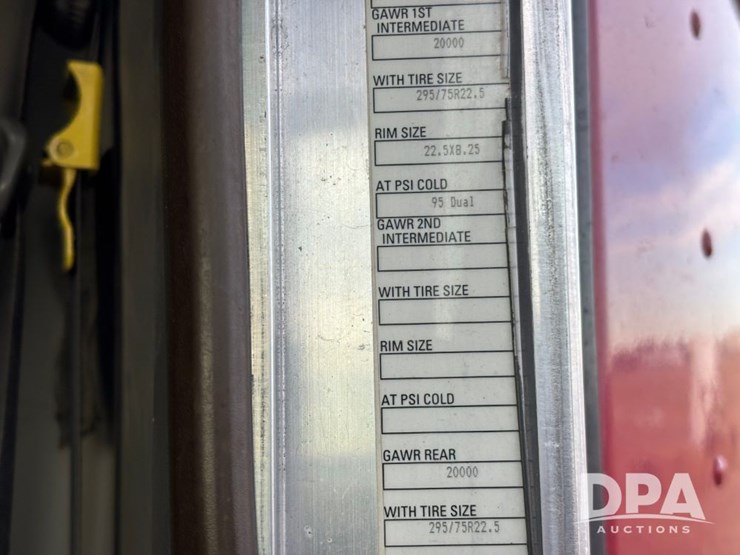 GAWR 1ST
INTERMEDIATE
20000
WITH TIRE SIZE
295/75R22.5
RIM SIZE
22.5X8.25
AT PSI COLD
95 Dual
GAWR 2ND
INTERMEDIATE
WITH TIRE SIZE
RIM SIZE
AT PSI COLD
GAWR REAR
20000
WITH TIRE SIZE
295/75R22.5
DPA
AUCTIONS